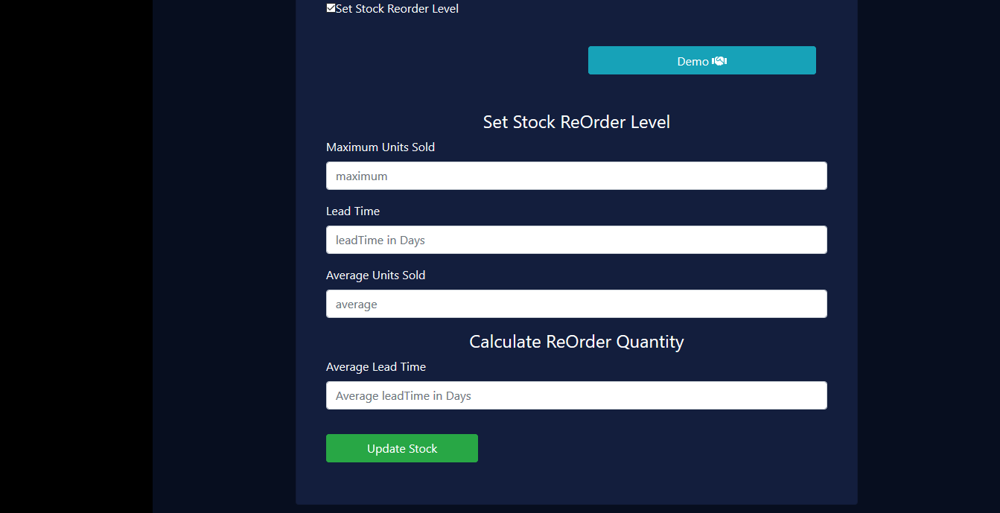 Set Stock Reorder Level
Demo
Set Stock ReOrder Level
Maximum Units Sold
maximum
Lead Time
leadTime in Days
Average Units Sold
average
Calculate ReOrder Quantity
Average Lead Time
Average leadTime in Days
Update Stock